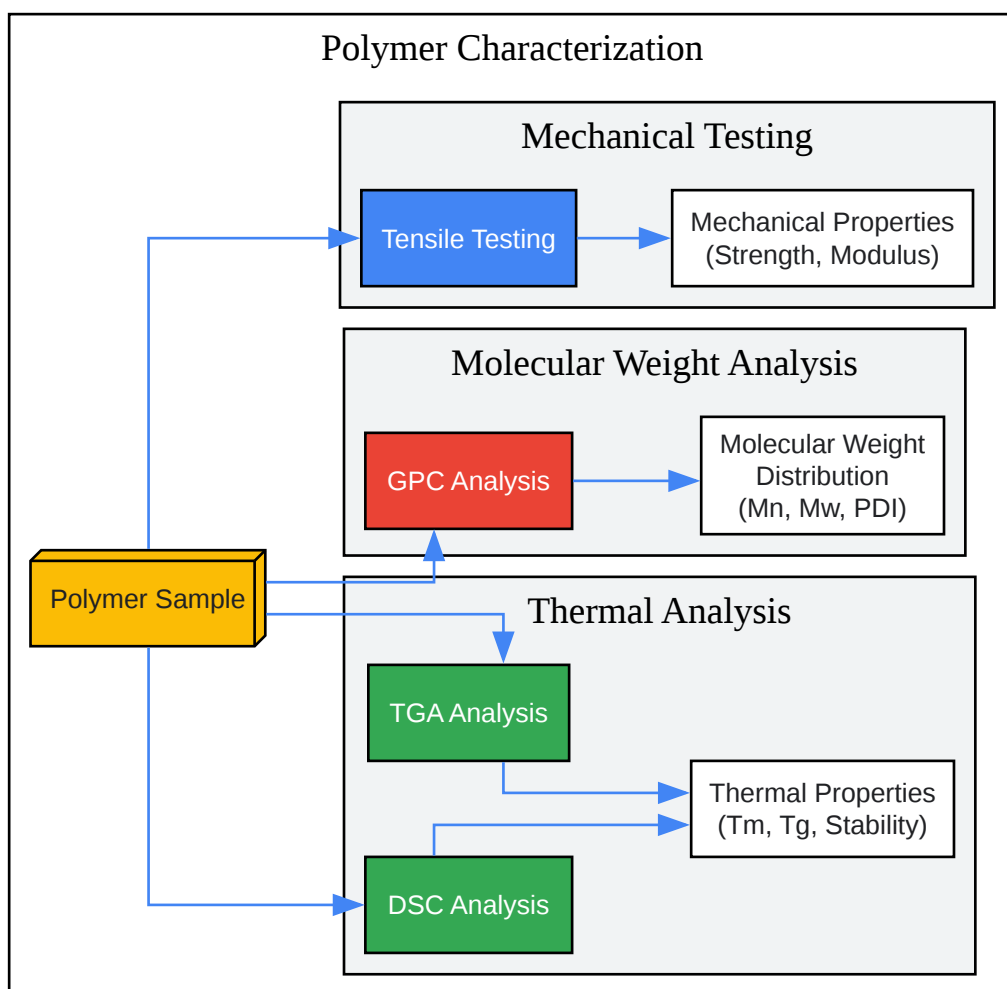 Polymer Characterization
Mechanical Testing
Tensile Testing
Mechanical Properties
(Strength, Modulus)
Molecular Weight Analysis
GPC Analysis
Molecular Weight
Distribution
(Mn, Mw, PDI)
Polymer Sample
Thermal Analysis
TGA Analysis
Thermal Properties
(Tm, Tg, Stability)
DSC Analysis